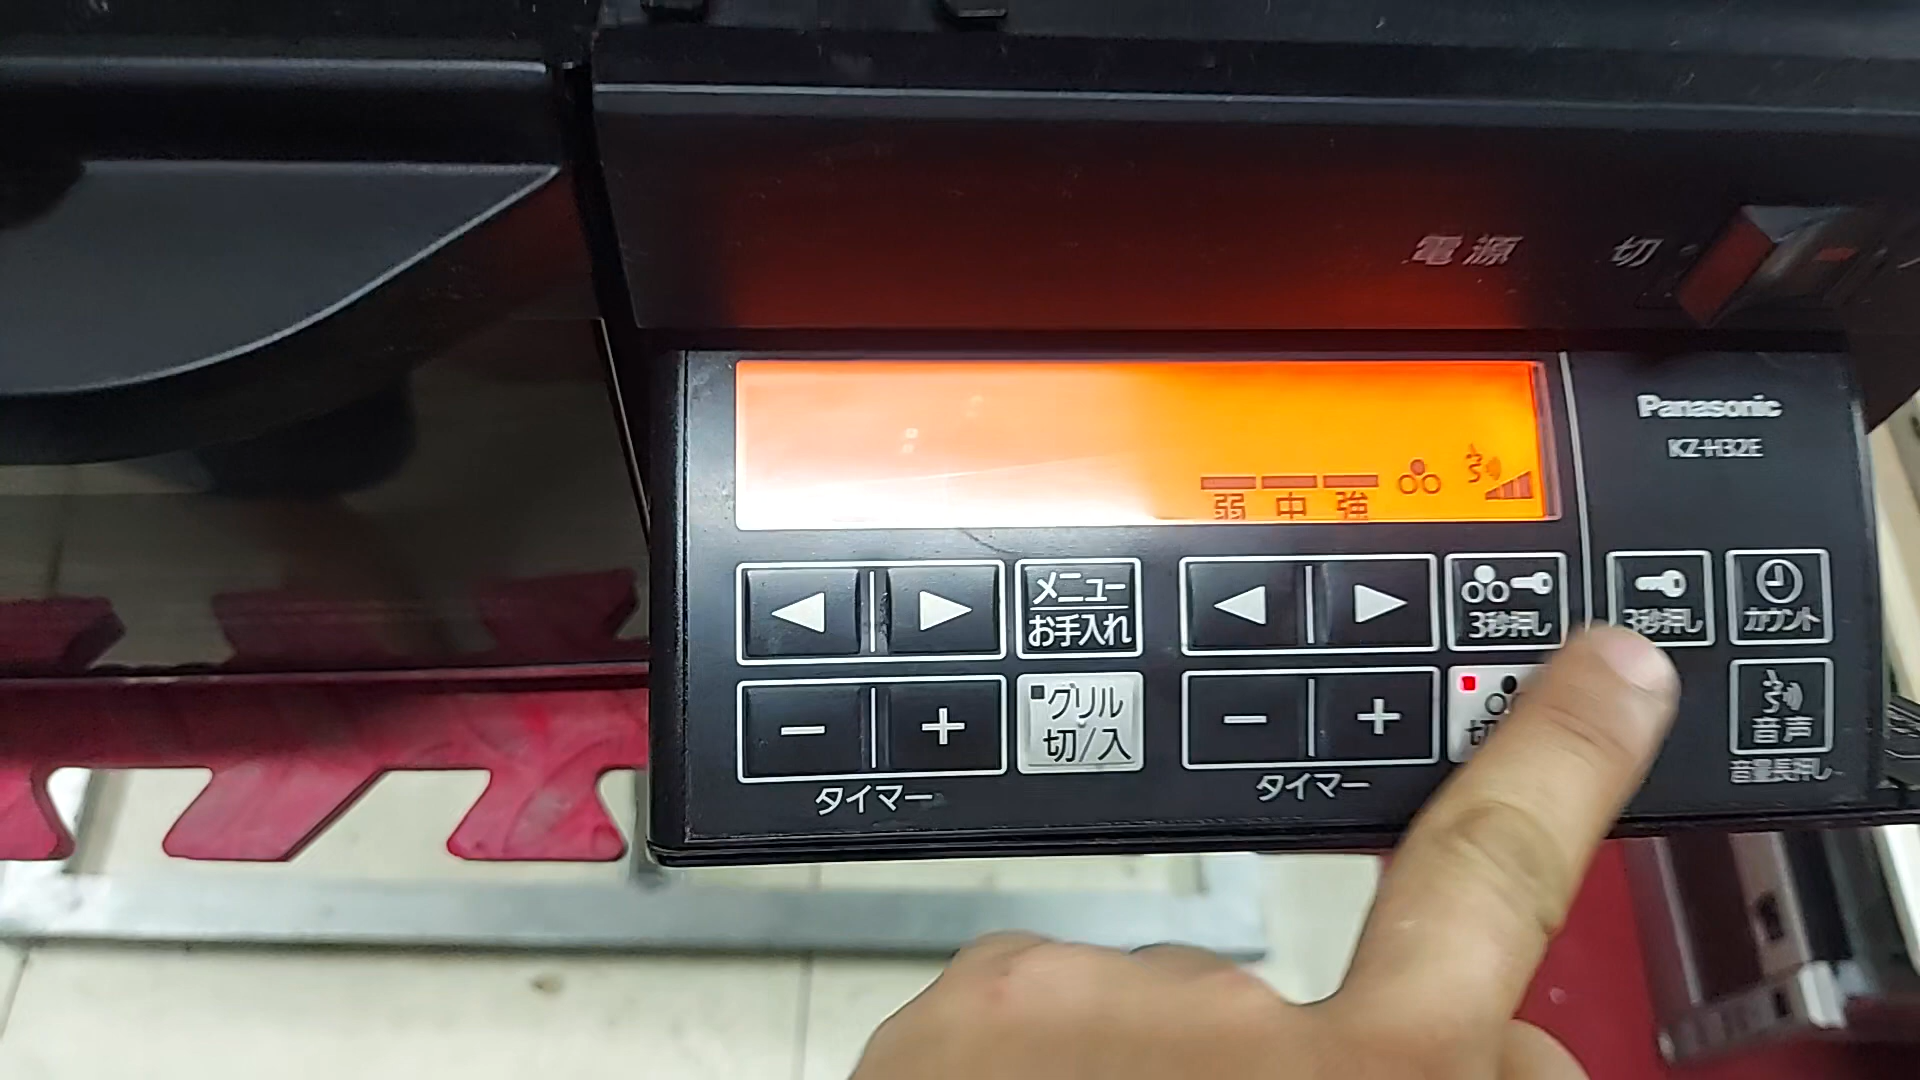 電源 切
Panasonic
KZ-H32E
弱 中 強
メニュー
お手入れ
3秒押し
3秒押し
カウント
グリル
切/入
タイマー
タイマー
切
音声
音量長押し